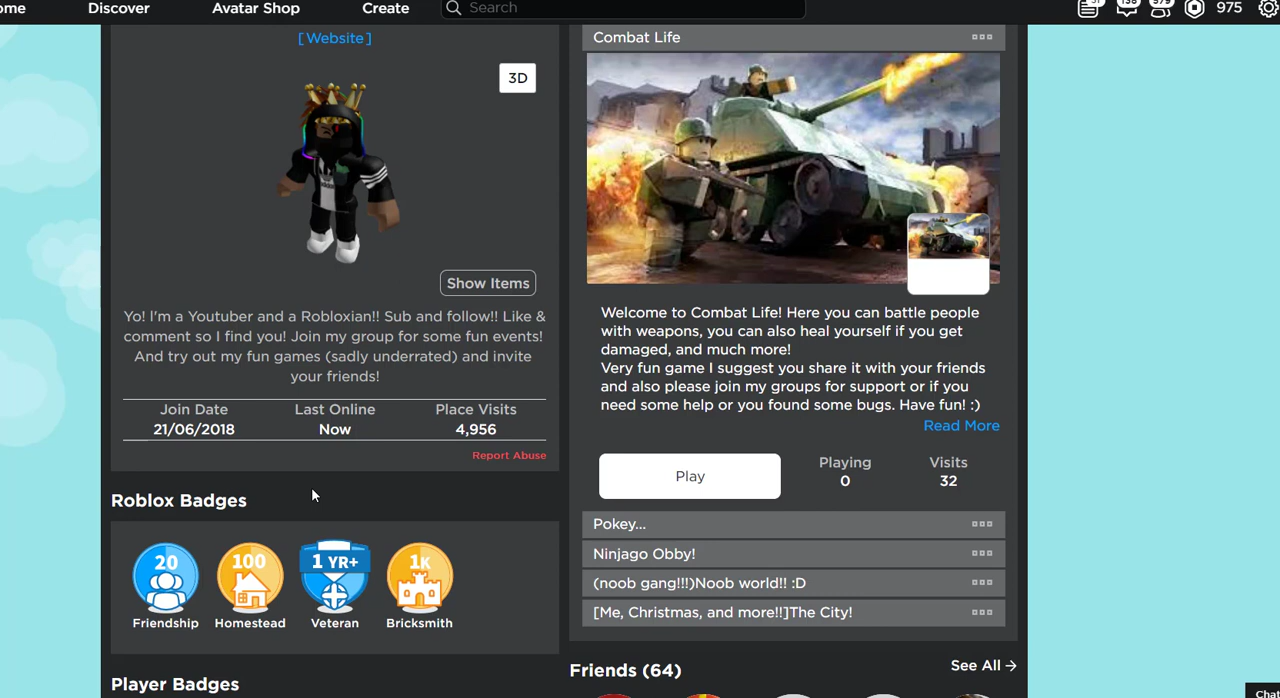 ome Discover Avatar Shop Create Search 975
[ Website ]
3D
Show Items
Yo! I'm a Youtuber and a Robloxian!! Sub and follow!! Like &
comment so I find you! Join my group for some fun events!
And try out my fun games (sadly underrated) and invite
your friends!
Join Date Last Online Place Visits
21/06/2018 Now 4,956
Report Abuse
Roblox Badges
20 100 1 YR+ 1K
Friendship Homestead Veteran Bricksmith
Player Badges
Combat Life
Welcome to Combat Life! Here you can battle people
with weapons, you can also heal yourself if you get
damaged, and much more!
Very fun game I suggest you share it with your friends
and also please join my groups for support or if you
need some help or you found some bugs. Have fun! :)
Read More
Play
Playing Visits
0 32
Pokey...
Ninjago Obby!
(noob gang!!!)Noob world!! :D
[Me, Christmas, and more!!]The City!
Friends (64) See All →
Chat